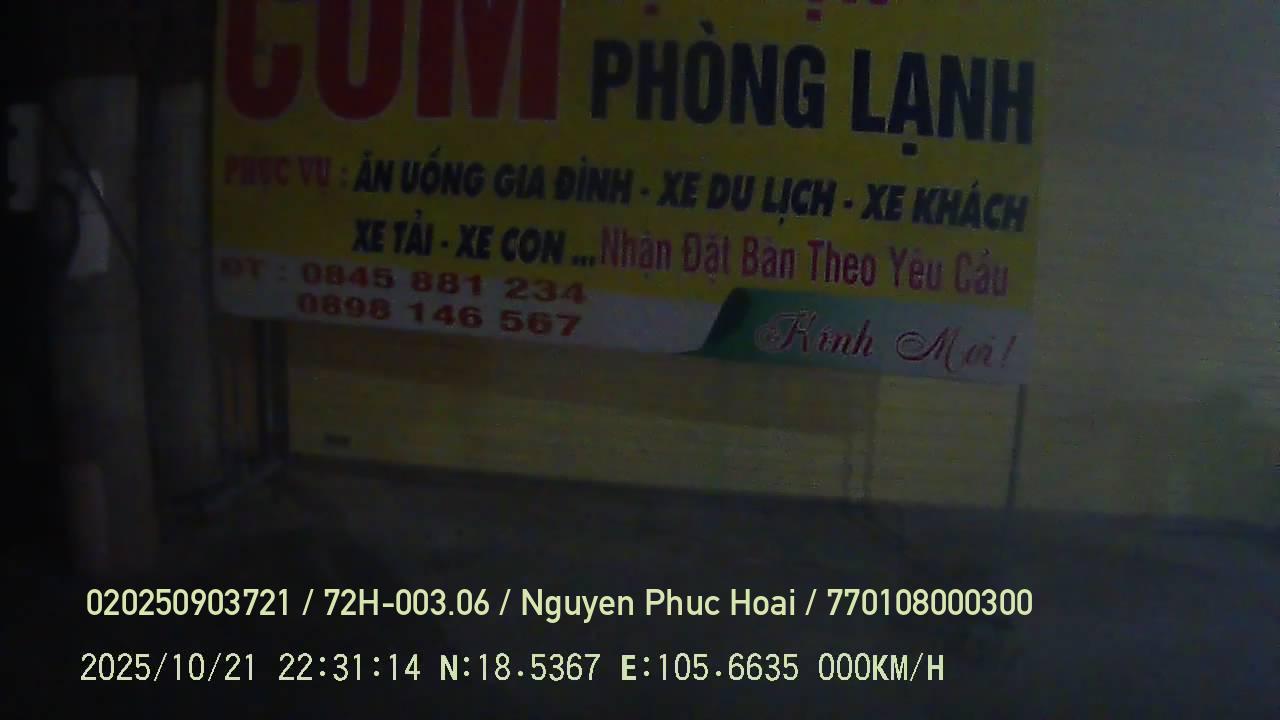 CƠM
PHÒNG LẠNH
PHỤC VỤ : ĂN UỐNG GIA ĐÌNH - XE DU LỊCH - XE KHÁCH
XE TẢI - XE CON ... Nhận Đặt Bàn Theo Yêu Cầu
ĐT : 0845 881 234
0898 146 567
Kính Mời!
020250903721 / 72H-003.06 / Nguyen Phuc Hoai / 770108000300
2025/10/21 22:31:14 N:18.5367 E:105.6635 000KM/H